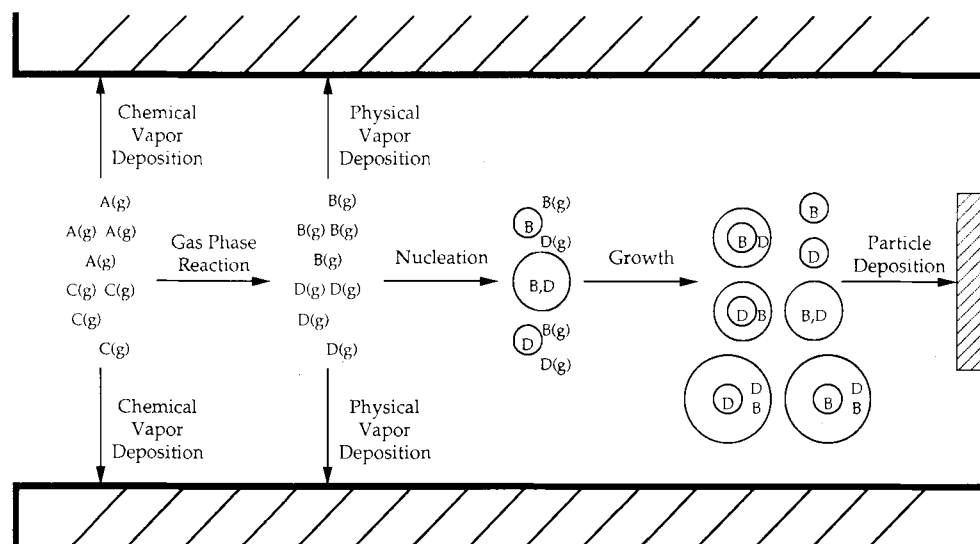 Chemical
Vapor
Deposition
Physical
Vapor
Deposition
A(g)
A(g) A(g)
A(g)
C(g) C(g)
C(g)
C(g)
Gas Phase
Reaction
B(g)
B(g) B(g)
B(g)
D(g) D(g)
D(g)
D(g)
Nucleation
B(g)
B
D(g)
B,D
B(g)
D
D(g)
Growth
B D
B
D
D B
B,D
D
D
B
B
D
B
Particle
Deposition
Chemical
Vapor
Deposition
Physical
Vapor
Deposition